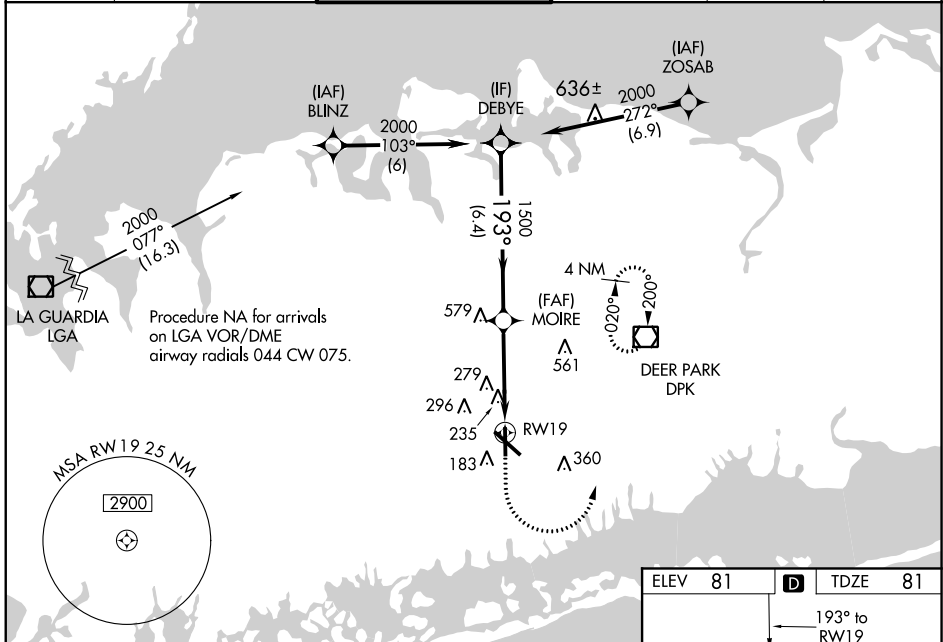 (IAF)
ZOSAB
(IAF)
BLINZ
(IF)
DEBYE
636±
2000
272°
(6.9)
2000
103°
(6)
2000
077°
(16.3)
1500
193°
(6.4)
LA GUARDIA
LGA
Procedure NA for arrivals
on LGA VOR/DME
airway radials 044 CW 075.
4 NM
020°
200°
579
(FAF)
MOIRE
561
DEER PARK
DPK
279
296
235
RW19
183
360
MSA RW19 25 NM
2900
ELEV 81 D TDZE 81
193° to
RW19